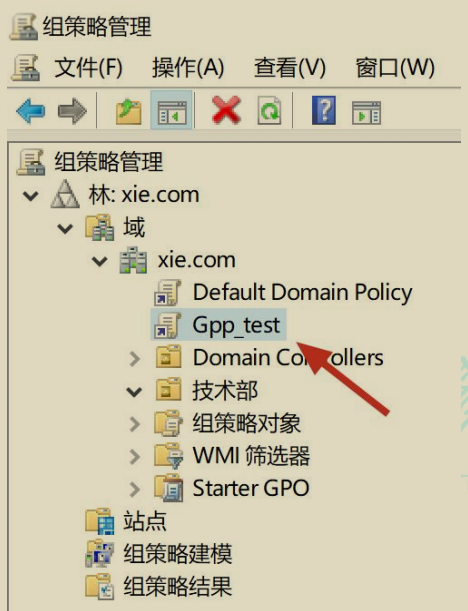 组策略管理
文件(F) 操作(A) 查看(V) 窗口(W)
组策略管理
林: xie.com
域
xie.com
Default Domain Policy
Gpp_test
Domain Controllers
技术部
组策略对象
WMI 筛选器
Starter GPO
站点
组策略建模
组策略结果